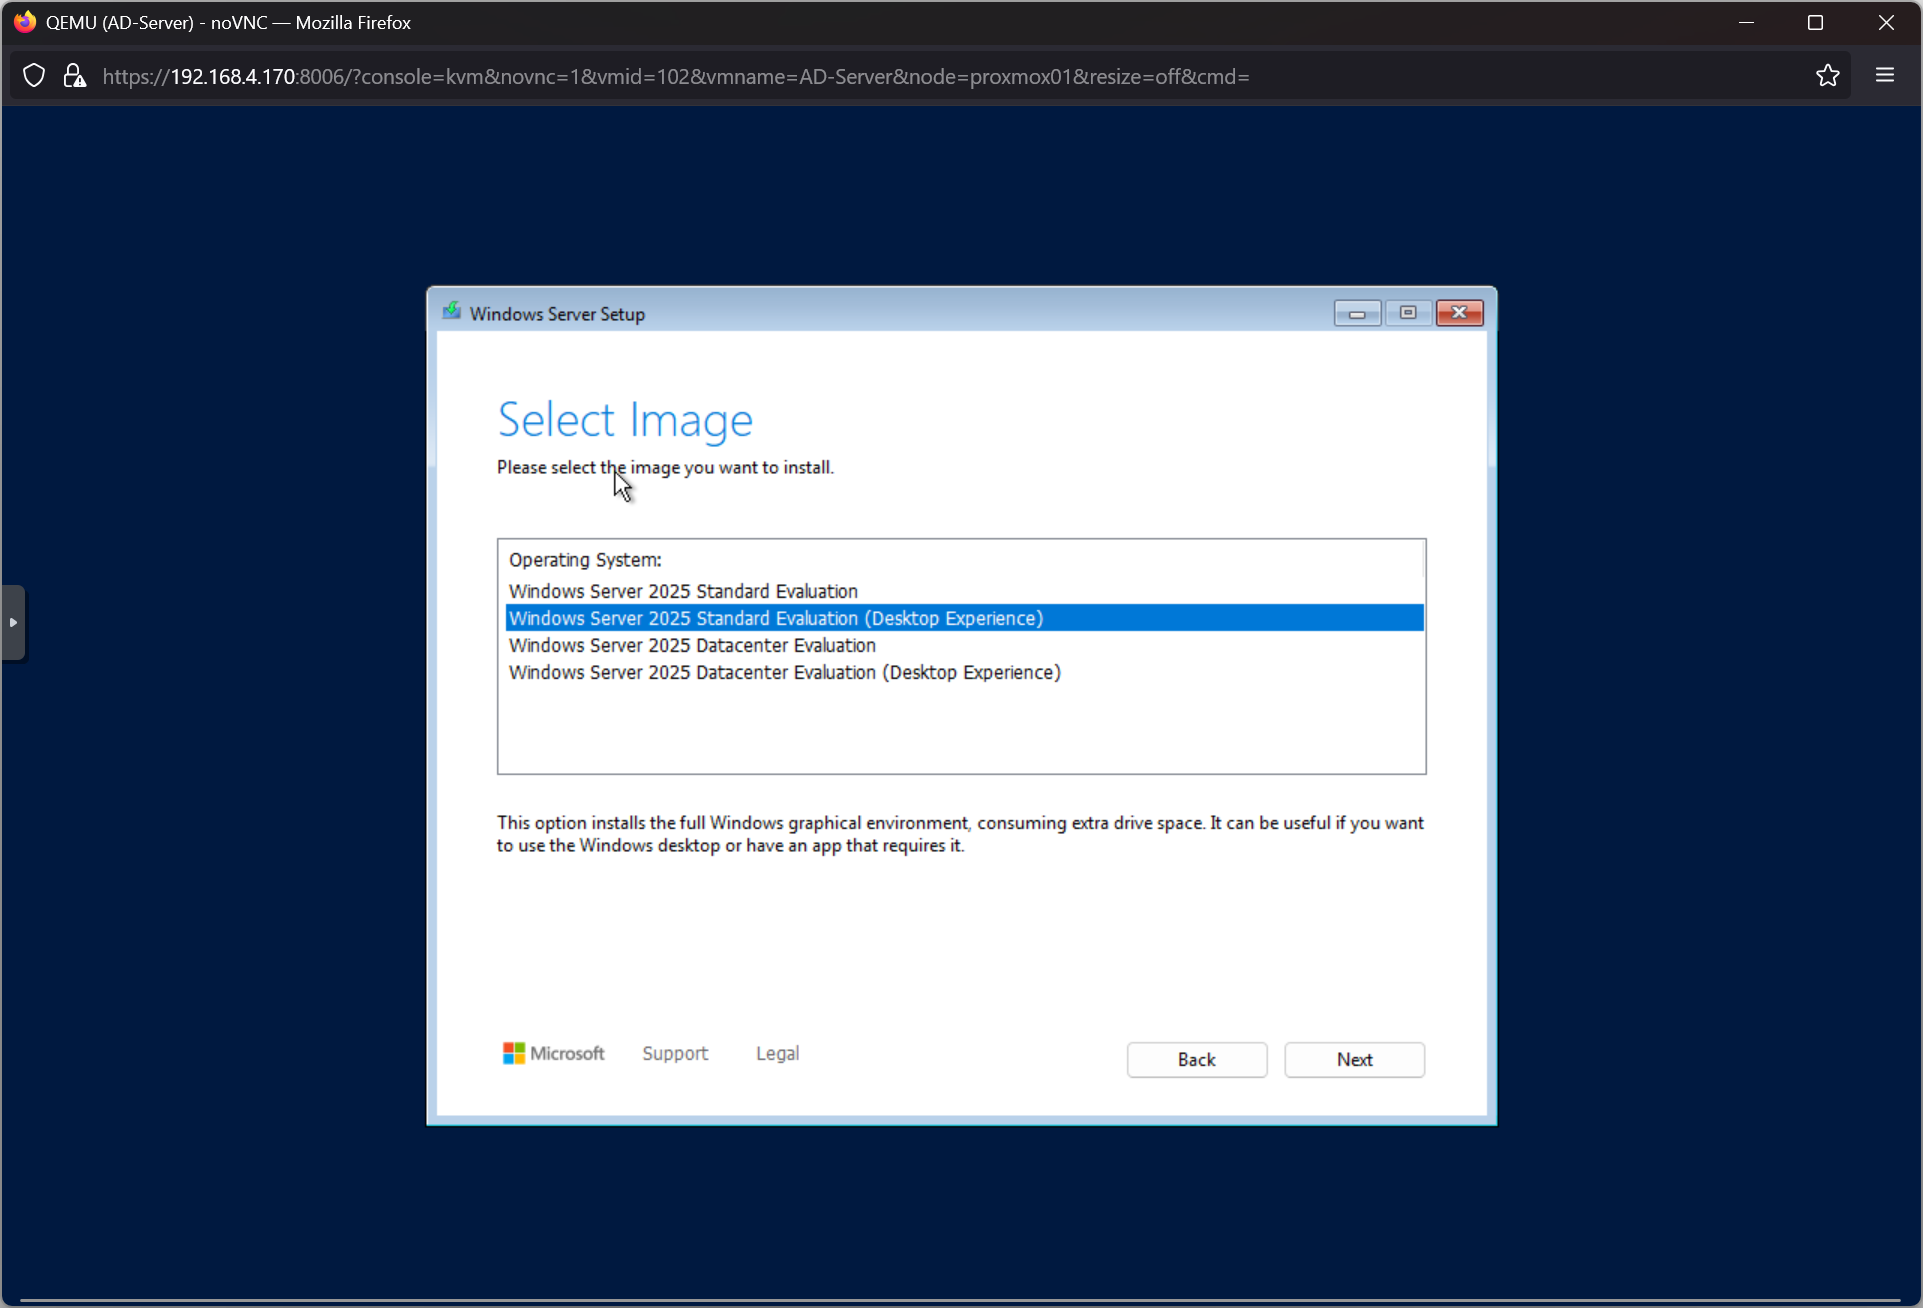 QEMU (AD-Server) - noVNC — Mozilla Firefox
https://192.168.4.170:8006/?console=kvm&novnc=1&vmid=102&vmname=AD-Server&node=proxmox01&resize=off&cmd=
Windows Server Setup
Select Image
Please select the image you want to install.
Operating System:
Windows Server 2025 Standard Evaluation
Windows Server 2025 Standard Evaluation (Desktop Experience)
Windows Server 2025 Datacenter Evaluation
Windows Server 2025 Datacenter Evaluation (Desktop Experience)
This option installs the full Windows graphical environment, consuming extra drive space. It can be useful if you want
to use the Windows desktop or have an app that requires it.
Microsoft Support Legal Back Next